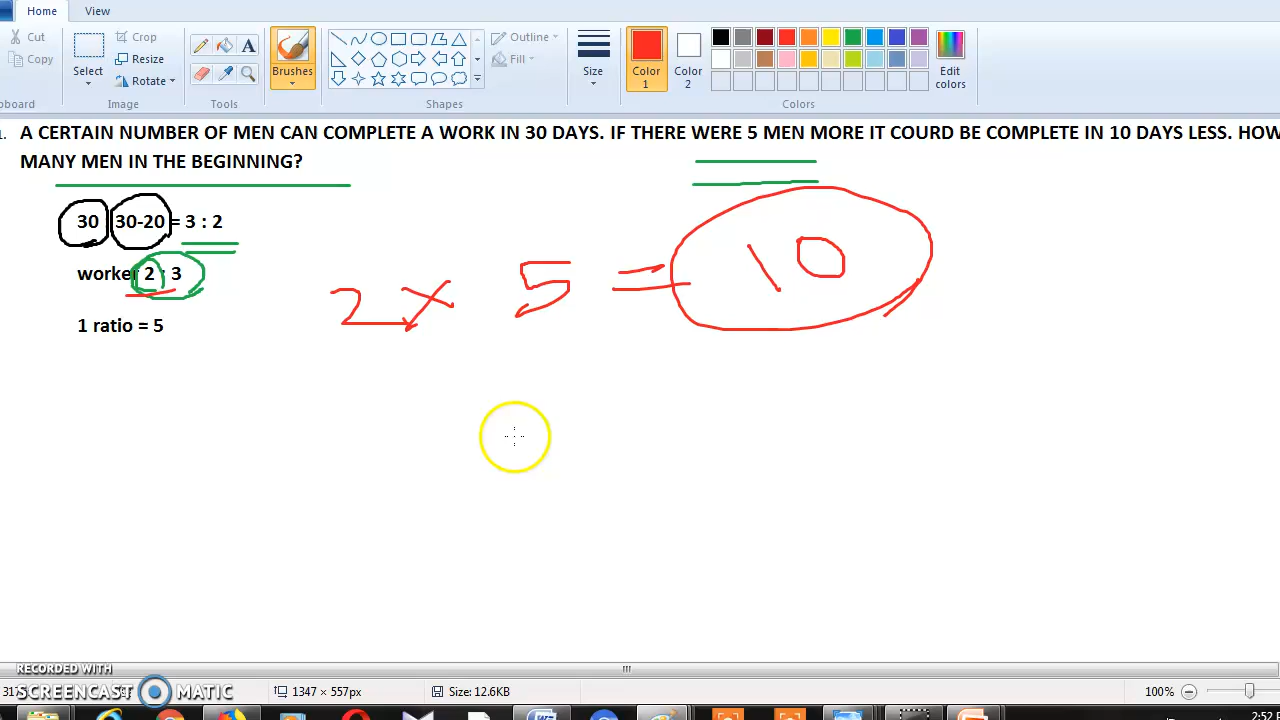 Home View
Cut Crop Outline
Copy Select Resize Brushes Fill Size Color 1 Color 2 Edit colors
Rotate
Image Tools Shapes Colors
A CERTAIN NUMBER OF MEN CAN COMPLETE A WORK IN 30 DAYS. IF THERE WERE 5 MEN MORE IT COURD BE COMPLETE IN 10 DAYS LESS. HOW
MANY MEN IN THE BEGINNING?
30 30-20 = 3 : 2
worker 2 : 3
2 x 5 = 10
1 ratio = 5
RECORDED WITH
SCREENCAST MATIC
1347 × 557px Size: 12.6KB 100%